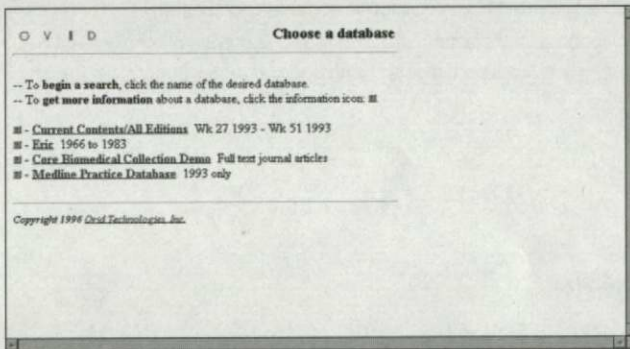 O V I D Choose a database
-- To begin a search, click the name of the desired database.
-- To get more information about a database, click the information icon:
- Current Contents/All Editions Wk 27 1993 - Wk 51 1993
- Eric 1966 to 1983
- Core Biomedical Collection Demo Full text journal articles
- Medline Practice Database 1993 only
Copyright 1996 Ovid Technologies, Inc.